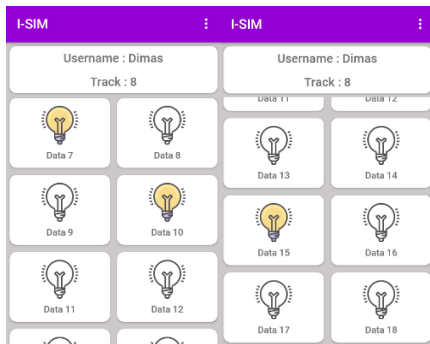 I-SIM
Username : Dimas
Track : 8
Data 7
Data 8
Data 9
Data 10
Data 11
Data 12
I-SIM
Username : Dimas
Track : 8
Data 11
Data 12
Data 13
Data 14
Data 15
Data 16
Data 17
Data 18